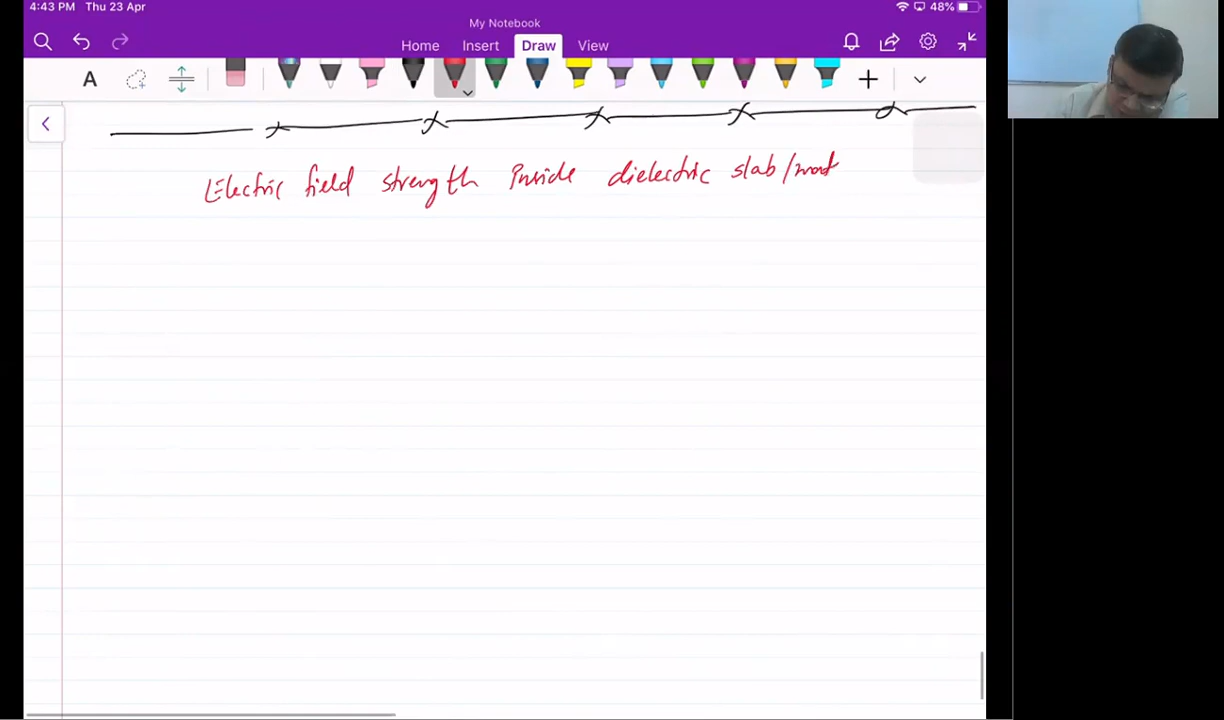 4:43 PM Thu 23 Apr
48%
My Notebook
Home Insert Draw View
A
Electric field strength inside dielectric slab/mat